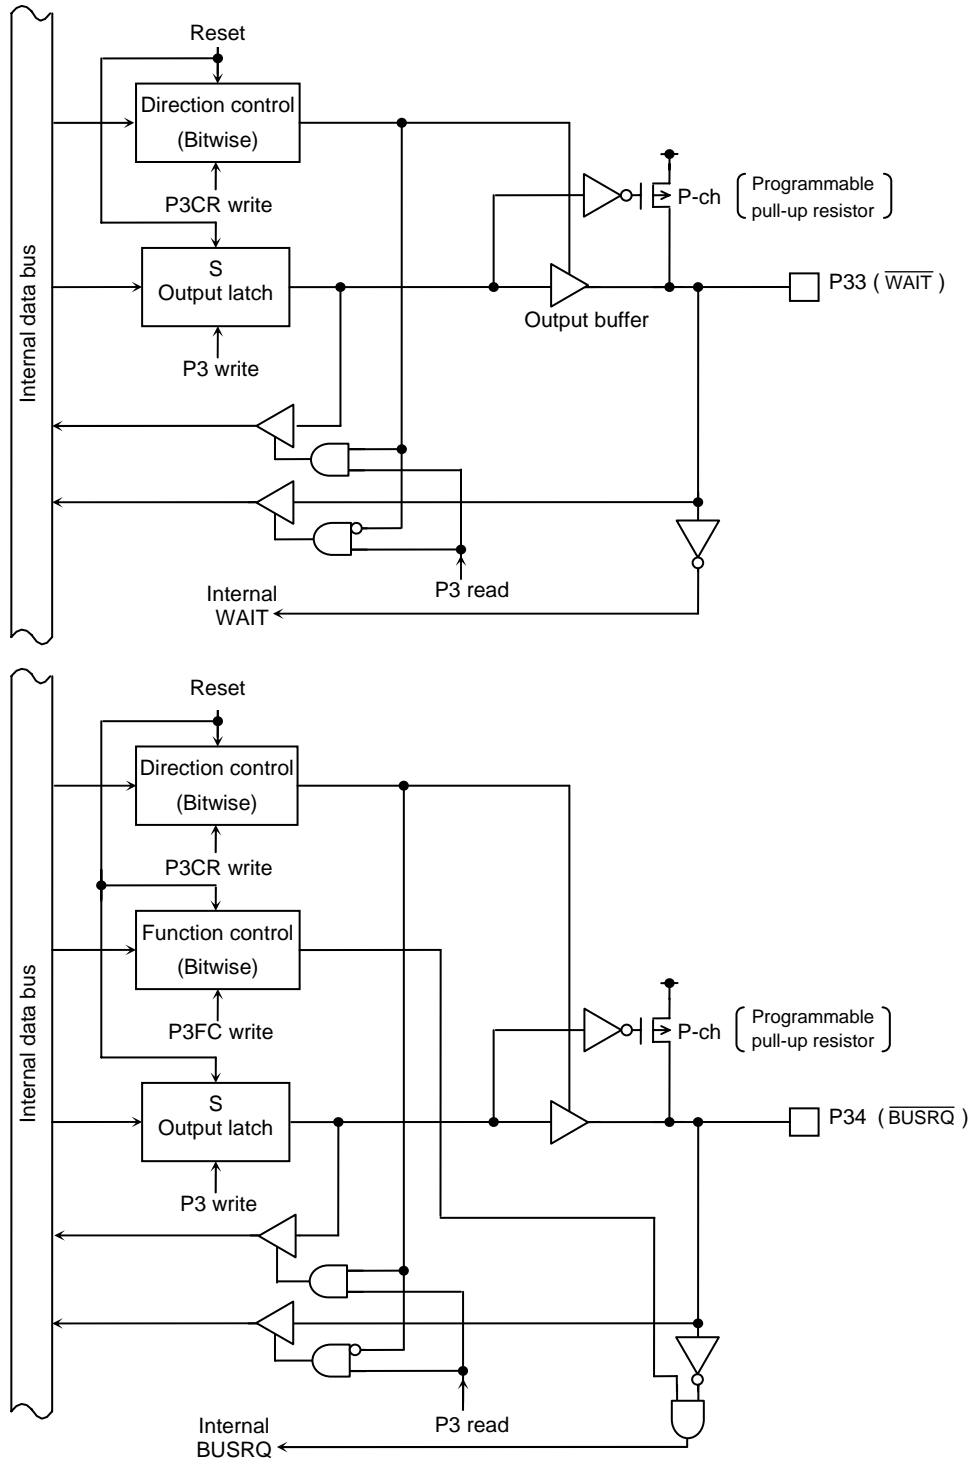 Reset
Direction control
(Bitwise)
P3CR write
P-ch
Programmable
pull-up resistor
Internal data bus
S
Output latch
P33 ( WAIT )
Output buffer
P3 write
P3 read
Internal
WAIT
Reset
Direction control
(Bitwise)
P3CR write
Function control
(Bitwise)
P3FC write
P-ch
Programmable
pull-up resistor
Internal data bus
S
Output latch
P34 ( BUSRQ )
P3 write
P3 read
Internal
BUSRQ